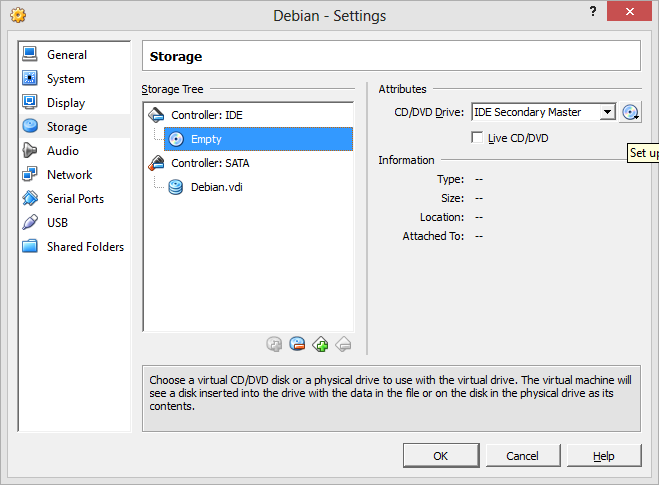 Debian - Settings
?
General
System
Display
Storage
Audio
Network
Serial Ports
USB
Shared Folders
Storage
Storage Tree
Controller: IDE
Empty
Controller: SATA
Debian.vdi
Attributes
CD/DVD Drive: IDE Secondary Master
Live CD/DVD
Set up
Information
Type: --
Size: --
Location: --
Attached To: --
Choose a virtual CD/DVD disk or a physical drive to use with the virtual drive. The virtual machine will
see a disk inserted into the drive with the data in the file or on the disk in the physical drive as its
contents.
OK Cancel Help